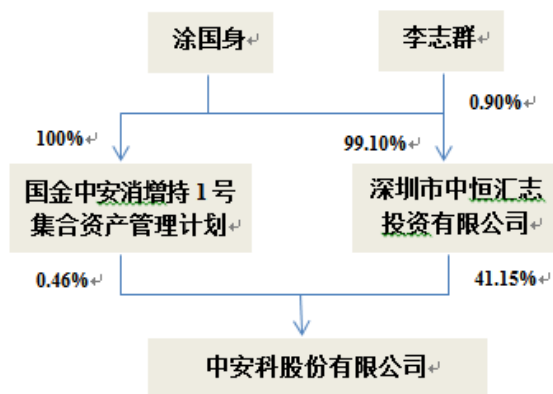 涂国身
李志群
0.90%
100%
99.10%
国金中安消增持 1 号
集合资产管理计划
深圳市中恒汇志
投资有限公司
0.46%
41.15%
中安科股份有限公司